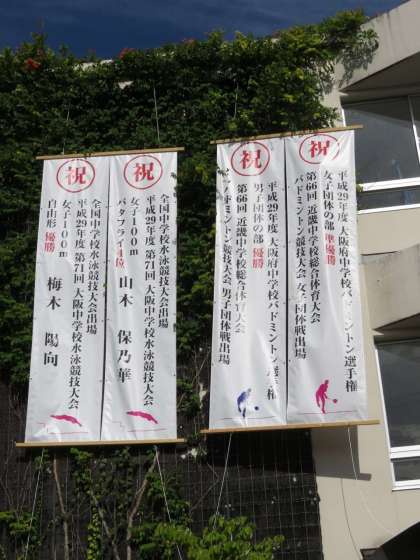 祝
平成29年度 大阪府中学校バドミントン選手権
女子団体の部 準優勝
第66回 近畿中学校総合体育大会
バドミントン競技大会 女子団体戦出場
祝
平成29年度 大阪府中学校バドミントン選手権
男子団体の部 優勝
第66回 近畿中学校総合体育大会
バドミントン競技大会 男子団体戦出場
祝
全国中学校水泳競技大会出場
平成29年度 第71回 大阪中学校水泳競技大会
女子100m
バタフライ
山本 保乃華
祝
全国中学校水泳競技大会出場
平成29年度 第71回 大阪中学校水泳競技大会
女子100m
自由形 優勝
梅木 陽向